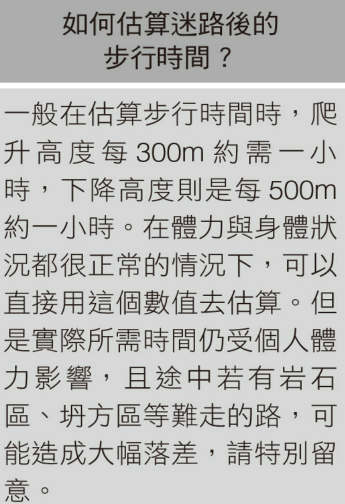 如何估算迷路後的
步行時間？
一般在估算步行時間時，爬
升高度每 300m 約需一小
時，下降高度則是每 500m
約一小時。在體力與身體狀
況都很正常的情況下，可以
直接用這個數值去估算。但
是實際所需時間仍受個人體
力影響，且途中若有岩石
區、坍方區等難走的路，可
能造成大幅落差，請特別留
意。